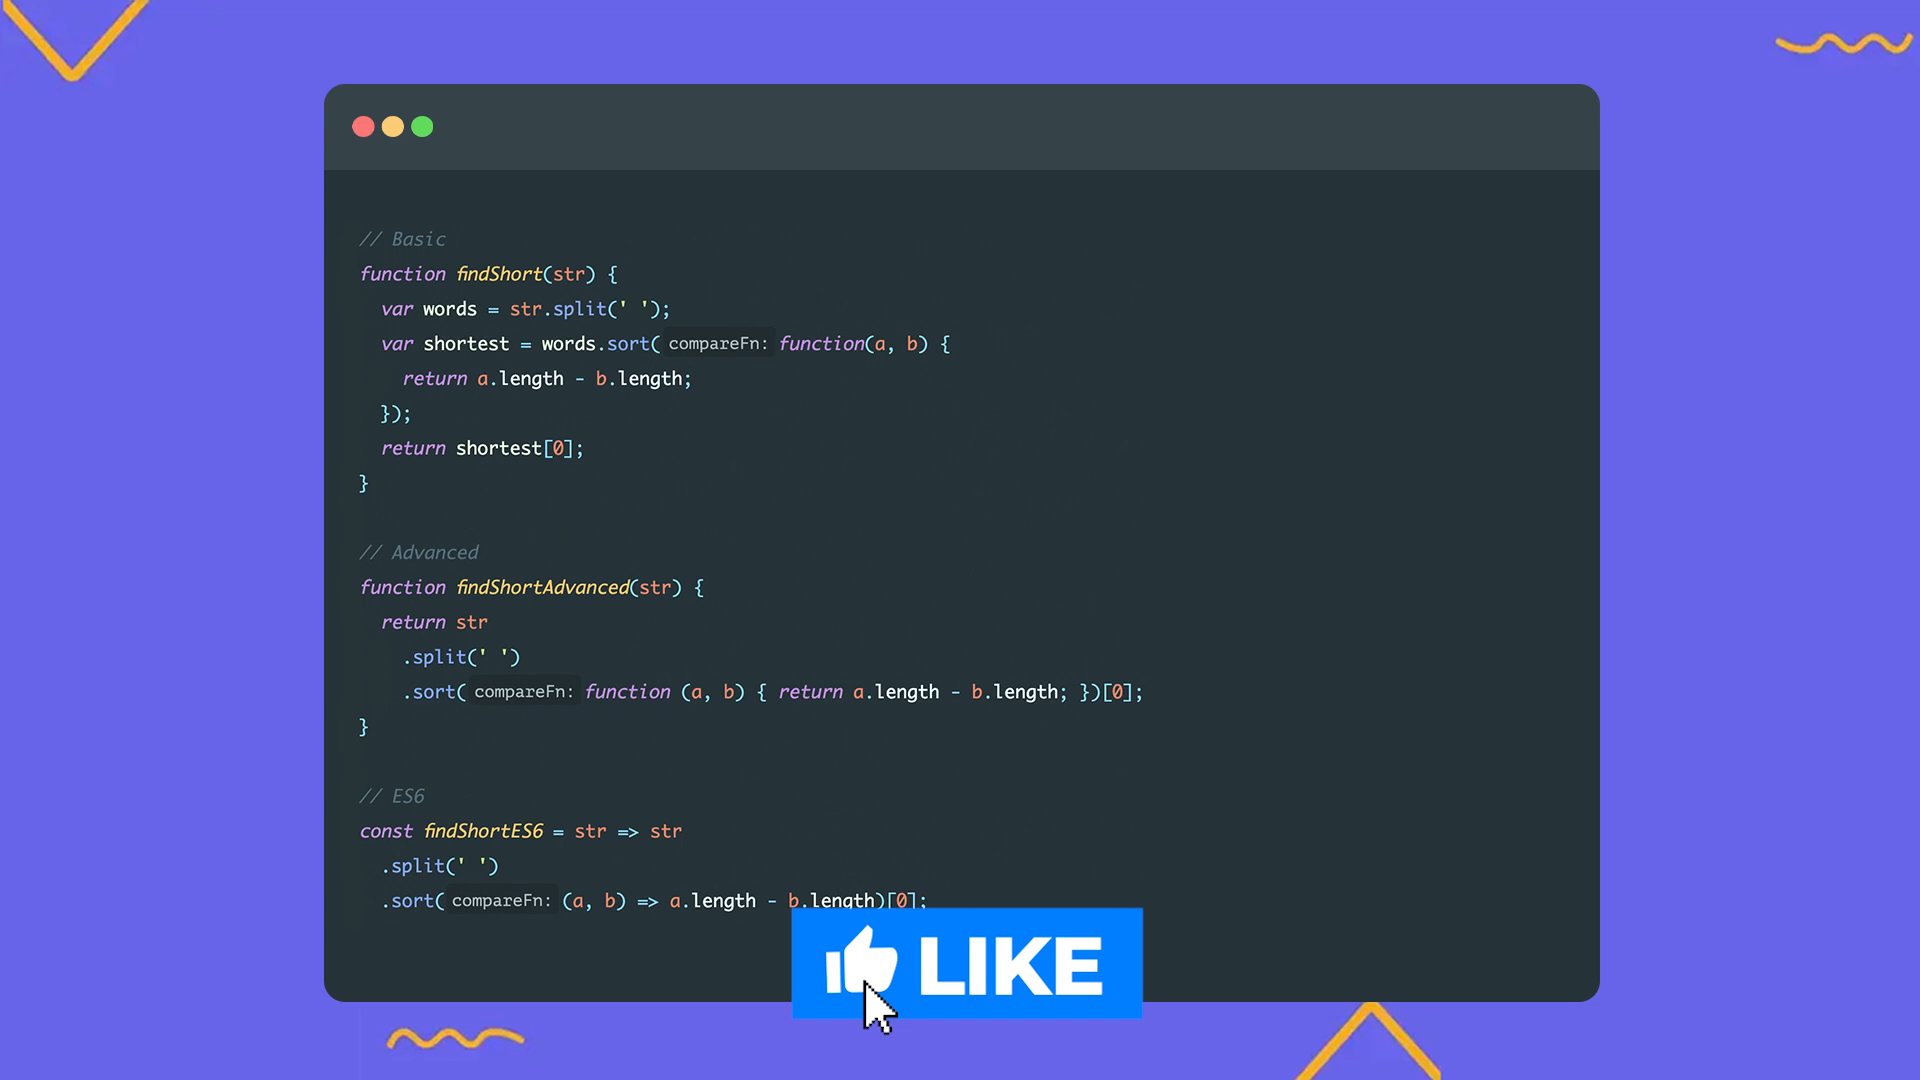 // Basic
function findShort(str) {
  var words = str.split(' ');
  var shortest = words.sort( compareFn: function(a, b) {
    return a.length - b.length;
  });
  return shortest[0];
}
// Advanced
function findShortAdvanced(str) {
  return str
    .split(' ')
    .sort( compareFn: function (a, b) { return a.length - b.length; })[0];
}
// ES6
const findShortES6 = str => str
  .split(' ')
  .sort( compareFn: (a, b) => a.length - b.length)[0];
LIKE